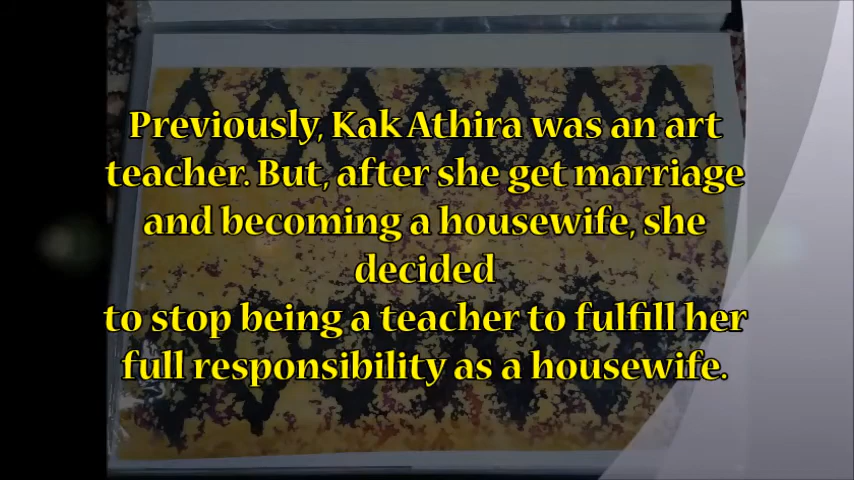 Previously, Kak Athira was an art
teacher. But, after she get marriage
and becoming a housewife, she
decided
to stop being a teacher to fulfill her
full responsibility as a housewife.